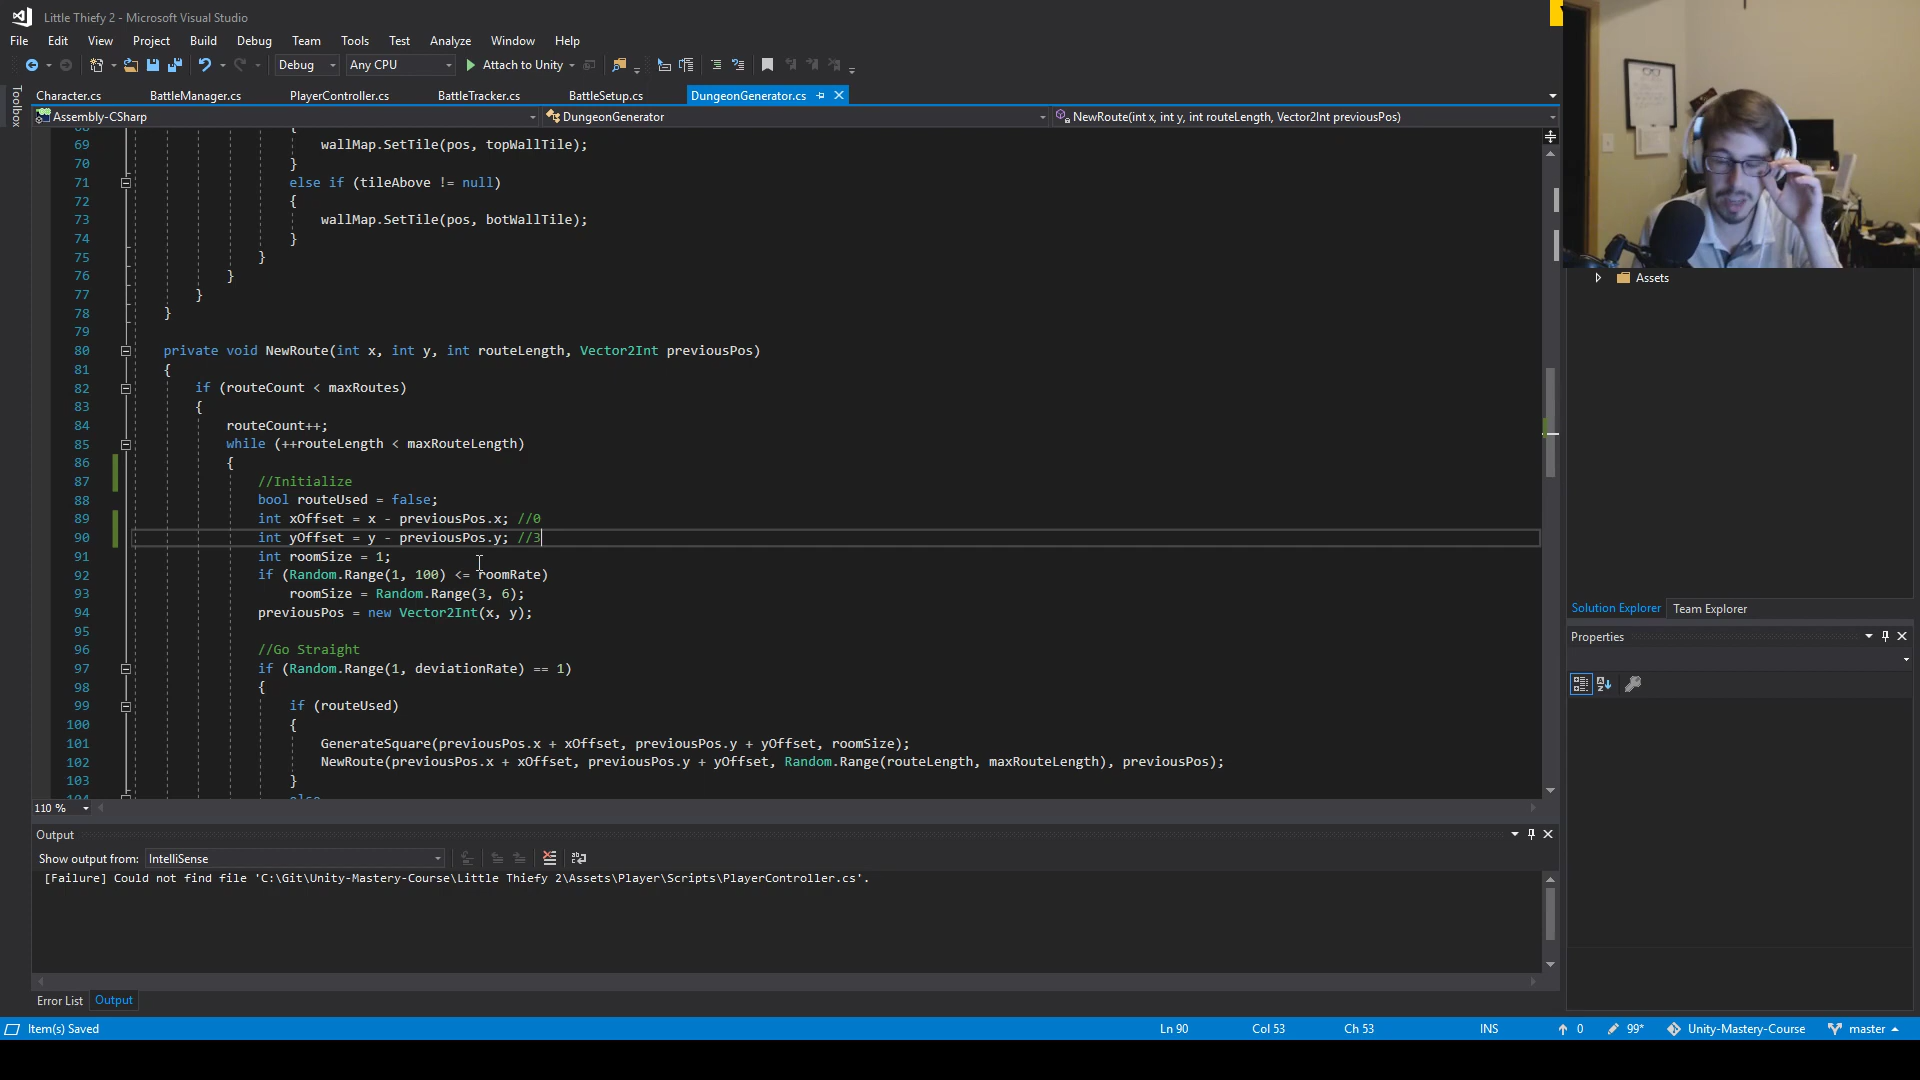 Little Thiefy 2 - Microsoft Visual Studio
File Edit View Project Build Debug Team Tools Test Analyze Window Help
Debug Any CPU Attach to Unity
Toolbox
Character.cs BattleManager.cs PlayerController.cs BattleTracker.cs BattleSetup.cs DungeonGenerator.cs
Assembly-CSharp DungeonGenerator NewRoute(int x, int y, int routeLength, Vector2Int previousPos)
68 {
69 wallMap.SetTile(pos, topWallTile);
70 }
71 else if (tileAbove != null)
72 {
73 wallMap.SetTile(pos, botWallTile);
74 }
75 }
76 }
77 }
78 }
79
80 private void NewRoute(int x, int y, int routeLength, Vector2Int previousPos)
81 {
82 if (routeCount < maxRoutes)
83 {
84 routeCount++;
85 while (++routeLength < maxRouteLength)
86 {
87 //Initialize
88 bool routeUsed = false;
89 int xOffset = x - previousPos.x; //0
90 int yOffset = y - previousPos.y; //3
91 int roomSize = 1;
92 if (Random.Range(1, 100) <= roomRate)
93 roomSize = Random.Range(3, 6);
94 previousPos = new Vector2Int(x, y);
95
96 //Go Straight
97 if (Random.Range(1, deviationRate) == 1)
98 {
99 if (routeUsed)
100 {
101 GenerateSquare(previousPos.x + xOffset, previousPos.y + yOffset, roomSize);
102 NewRoute(previousPos.x + xOffset, previousPos.y + yOffset, Random.Range(routeLength, maxRouteLength), previousPos);
103 }
104 else
110 %
Output
Show output from: IntelliSense
[Failure] Could not find file 'C:\Git\Unity-Mastery-Course\Little Thiefy 2\Assets\Player\Scripts\PlayerController.cs'.
Error List Output
Assets
Solution Explorer Team Explorer
Properties
Item(s) Saved Ln 90 Col 53 Ch 53 INS 0 99* Unity-Mastery-Course master